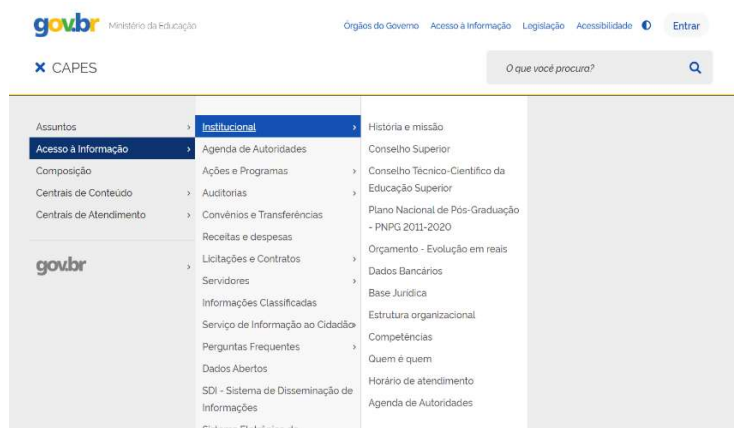 gov.br Ministério da Educação Órgãos do Governo Acesso à Informação Legislação Acessibilidade Entrar
CAPES
O que você procura?
Assuntos
Acesso à Informação
Composição
Centrais de Conteúdo
Centrais de Atendimento
gov.br
Institucional
Agenda de Autoridades
Ações e Programas
Auditorias
Convênios e Transferências
Receitas e despesas
Licitações e Contratos
Servidores
Informações Classificadas
Serviço de Informação ao Cidadão
Perguntas Frequentes
Dados Abertos
SDI - Sistema de Disseminação de
Informações
História e missão
Conselho Superior
Conselho Técnico-Científico da
Educação Superior
Plano Nacional de Pós-Graduação
- PNPG 2011-2020
Orçamento - Evolução em reais
Dados Bancários
Base Jurídica
Estrutura organizacional
Competências
Quem é quem
Horário de atendimento
Agenda de Autoridades